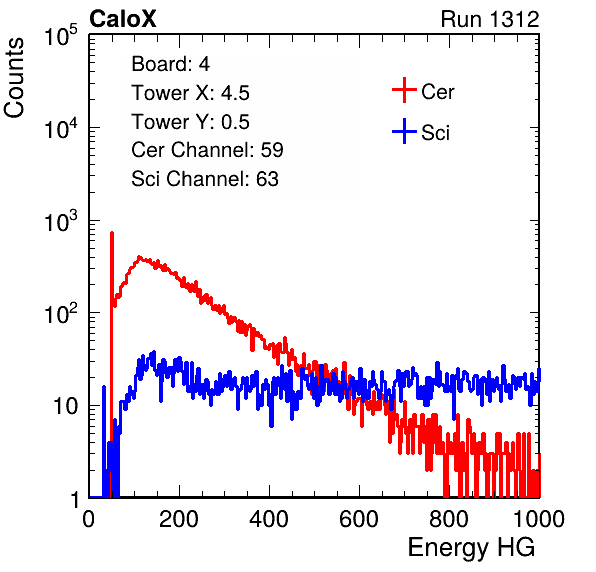 CaloX Run 1312
Counts
10^5
10^4
10^3
10^2
10
1
Board: 4
Tower X: 4.5
Tower Y: 0.5
Cer Channel: 59
Sci Channel: 63
Cer
Sci
0 200 400 600 800 1000
Energy HG